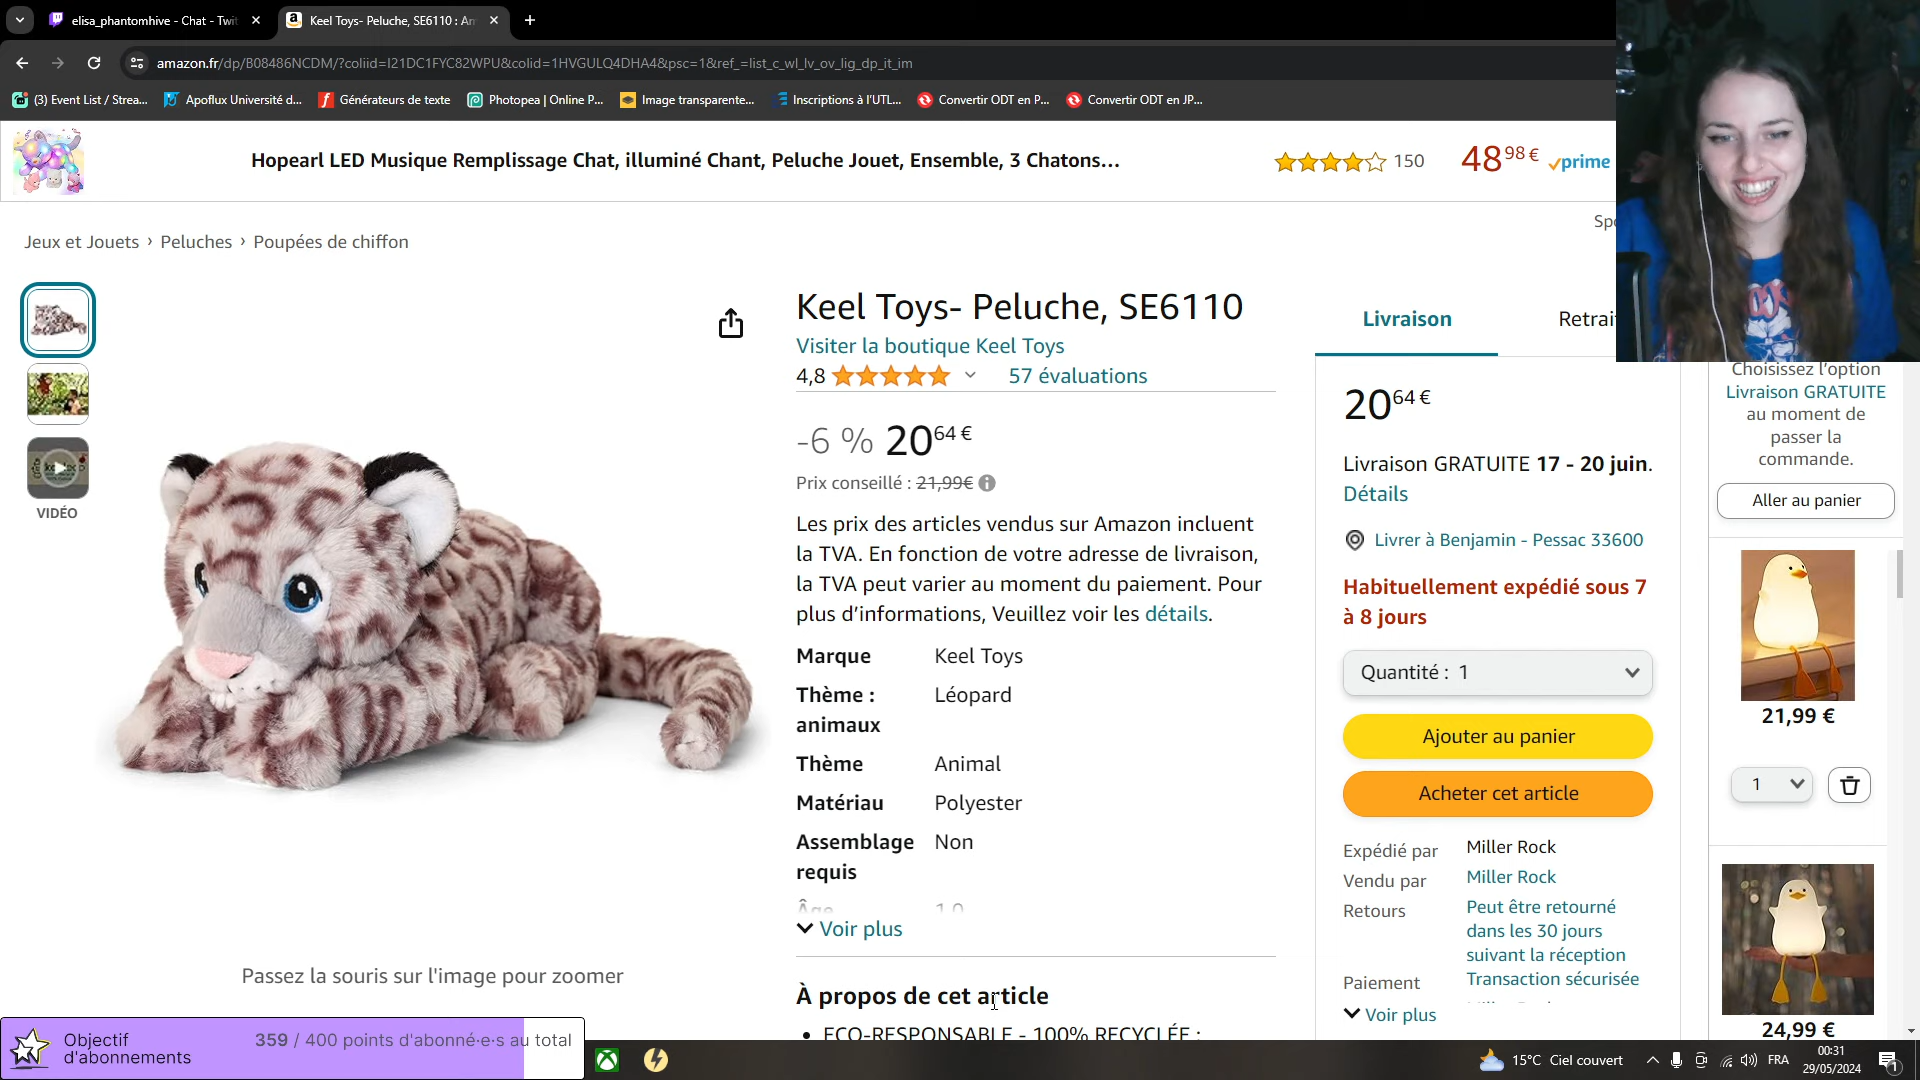 elisa_phantomhive - Chat - Twit
Keel Toys- Peluche, SE6110 : Am
amazon.fr/dp/B08486NCDM/?coliid=I21DC1FYC82WPU&colid=1HVGULQ4DHA4&psc=1&ref_=list_c_wl_lv_ov_lig_dp_it_im
(3) Event List / Strea...
Apoflux Université d...
Générateurs de texte
Photopea | Online P...
Image transparente...
Inscriptions à l'UTL...
Convertir ODT en P...
Convertir ODT en JP...
Hopearl LED Musique Remplissage Chat, illuminé Chant, Peluche Jouet, Ensemble, 3 Chatons...
150
48,98 €
prime
Jeux et Jouets › Peluches › Poupées de chiffon
VIDÉO
Passez la souris sur l'image pour zoomer
Keel Toys- Peluche, SE6110
Visiter la boutique Keel Toys
4,8
57 évaluations
-6 % 20 64 €
Prix conseillé : 21,99€
Les prix des articles vendus sur Amazon incluent
la TVA. En fonction de votre adresse de livraison,
la TVA peut varier au moment du paiement. Pour
plus d'informations, Veuillez voir les détails.
Marque Keel Toys
Thème : Léopard
animaux
Thème Animal
Matériau Polyester
Assemblage Non
requis
Âge 1.0
Voir plus
À propos de cet article
• ECO-RESPONSABLE - 100% RECYCLÉE :
Livraison
20 64 €
Livraison GRATUITE 17 - 20 juin.
Détails
Livrer à Benjamin - Pessac 33600
Habituellement expédié sous 7
à 8 jours
Quantité : 1
Ajouter au panier
Acheter cet article
Expédié par Miller Rock
Vendu par Miller Rock
Retours Peut être retourné
dans les 30 jours
suivant la réception
Paiement Transaction sécurisée
Voir plus
Choisissez l'option
Livraison GRATUITE
au moment de
passer la
commande.
Aller au panier
21,99 €
1
24,99 €
Objectif
d'abonnements
359 / 400 points d'abonné·e·s au total
15°C Ciel couvert
FRA
00:31
29/05/2024
1